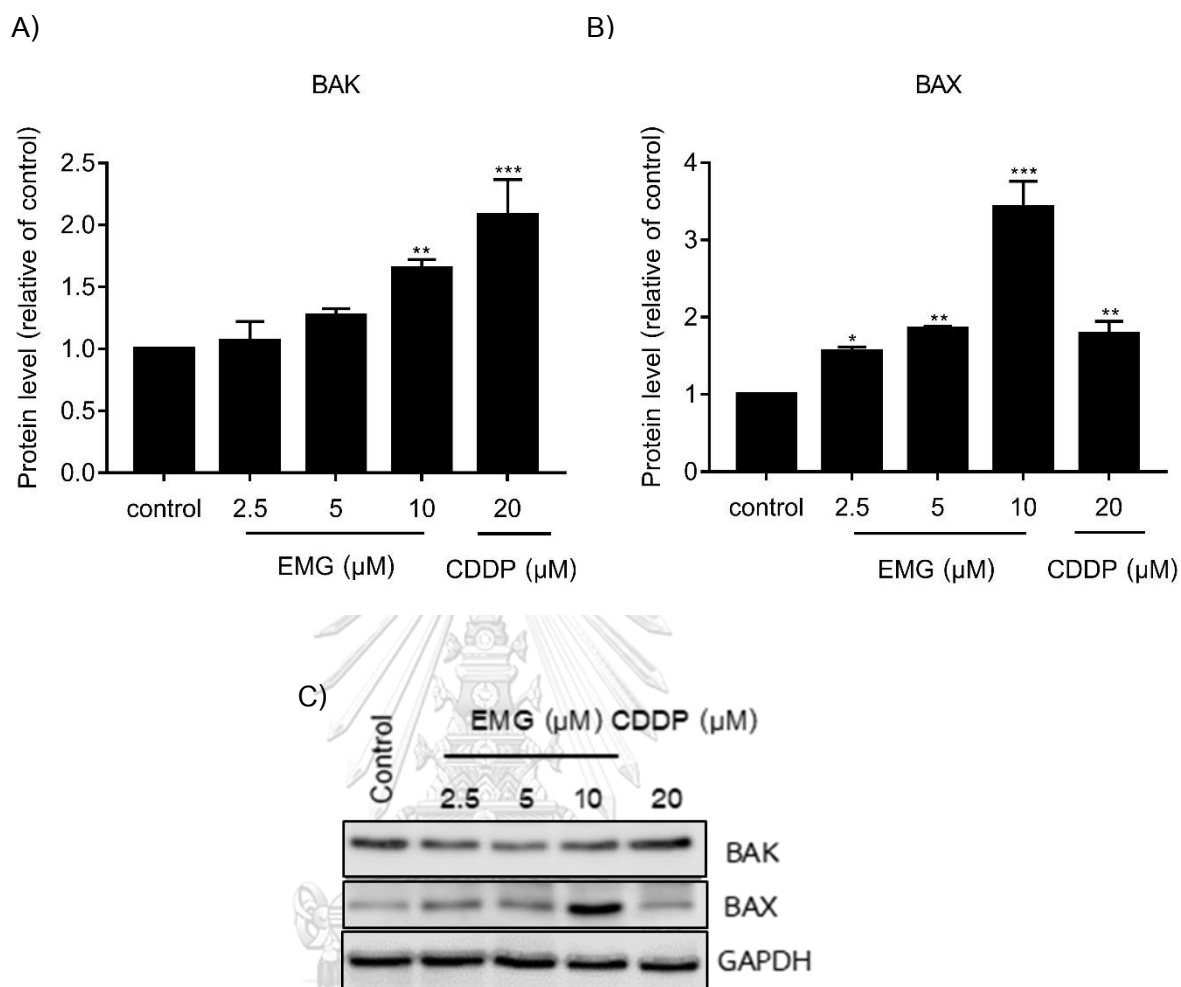 A)
BAK
Protein level (relative of control)
2.5
2.0
1.5
1.0
0.5
0.0
**
***
control 2.5 5 10 20
EMG (µM) CDDP (µM)
B)
BAX
Protein level (relative of control)
4
3
2
1
0
*
**
***
**
control 2.5 5 10 20
EMG (µM) CDDP (µM)
C)
Control
EMG (µM) CDDP (µM)
2.5 5 10 20
BAK
BAX
GAPDH